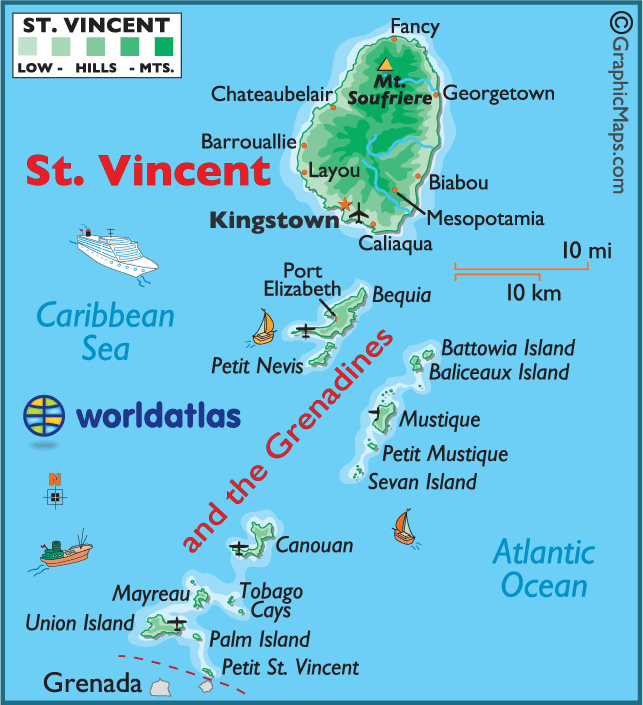 ST. VINCENT
LOW - HILLS - MTS.
© GraphicMaps.com
Fancy
Mt.
Soufriere
Chateaubelair
Georgetown
Barrouallie
Layou
St. Vincent
Biabou
Kingstown
Mesopotamia
Caliaqua
10 mi
10 km
Port
Elizabeth
Bequia
Caribbean
Sea
Petit Nevis
Battowia Island
Baliceaux Island
worldatlas
Mustique
and the Grenadines
Petit Mustique
Sevan Island
N
Canouan
Atlantic
Ocean
Mayreau
Tobago
Cays
Union Island
Palm Island
Petit St. Vincent
Grenada